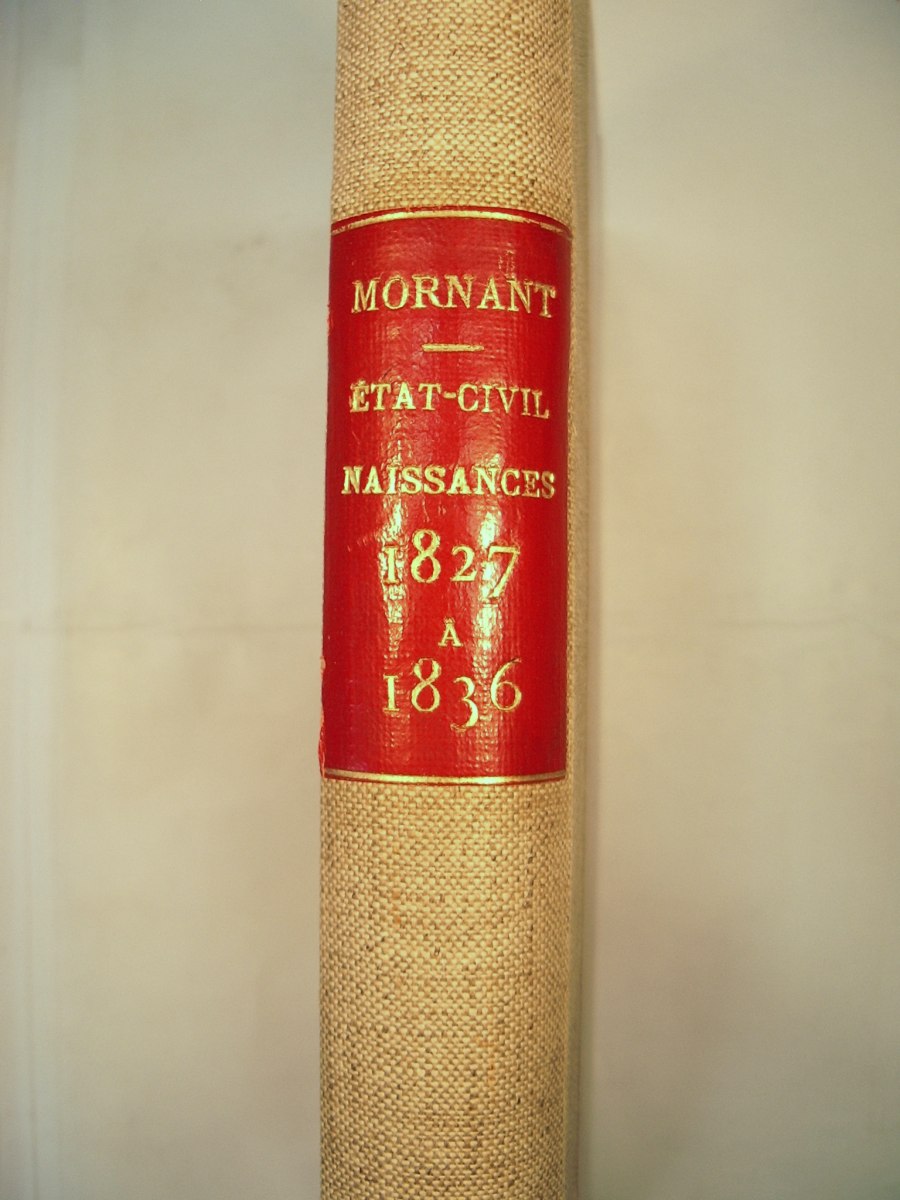 MORNANT
ÉTAT-CIVIL
NAISSANCES
1827
À
1836